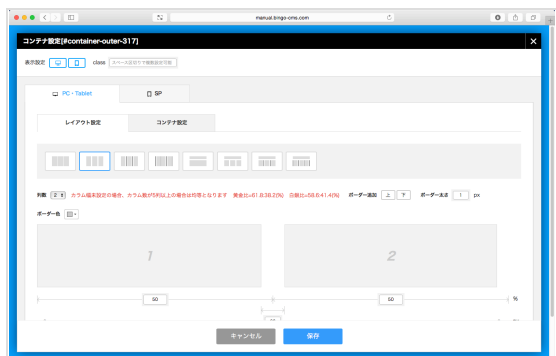 manual.bingo-cms.com
コンテナ設定[#container-outer-317]
×
表示設定 class スペース区切りで複数設定可能
PC・Tablet SP
レイアウト設定 コンテナ設定
列数 2 カラム幅未設定の場合、カラム数が5列以上の場合は均等となります 黄金比=61.8:38.2(%) 白銀比=58.6:41.4(%) ボーダー追加 上 下 ボーダー太さ 1 px
ボーダー色
1 2
50 50 %
キャンセル 保存